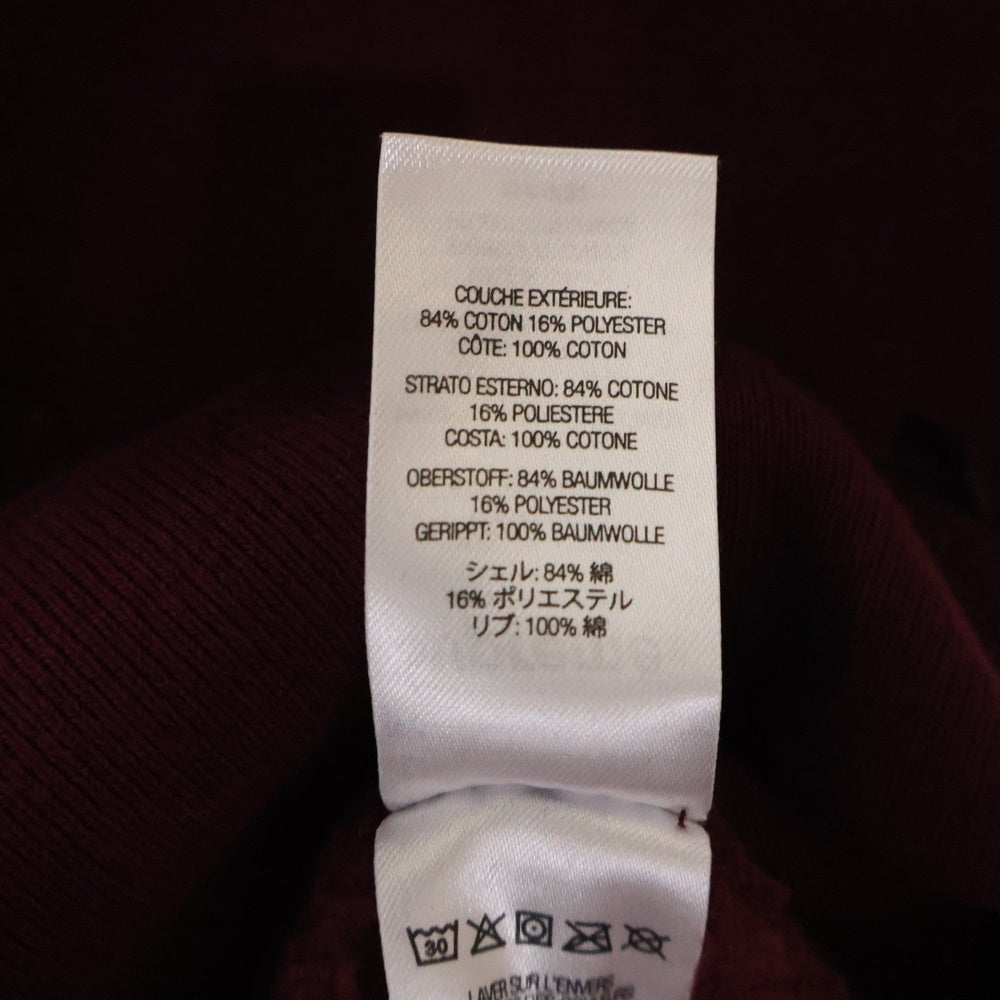 COUCHE EXTÉRIEURE:
84% COTON 16% POLYESTER
CÔTE: 100% COTON
STRATO ESTERNO: 84% COTONE
16% POLIESTERE
COSTA: 100% COTONE
OBERSTOFF: 84% BAUMWOLLE
16% POLYESTER
GERIPPT: 100% BAUMWOLLE
シェル: 84% 綿
16% ポリエステル
リブ: 100% 綿
30
LAVER SUR L'ENVERS